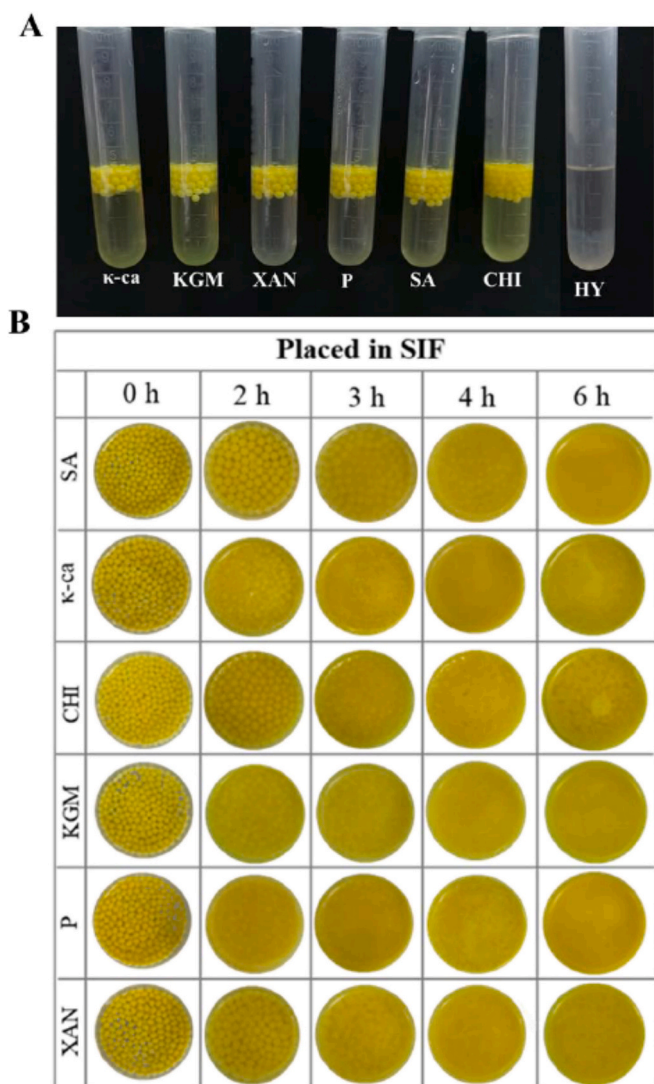 A
κ-ca KGM XAN P SA CHI HY
B
Placed in SIF
0 h 2 h 3 h 4 h 6 h
SA
κ-ca
CHI
KGM
P
XAN